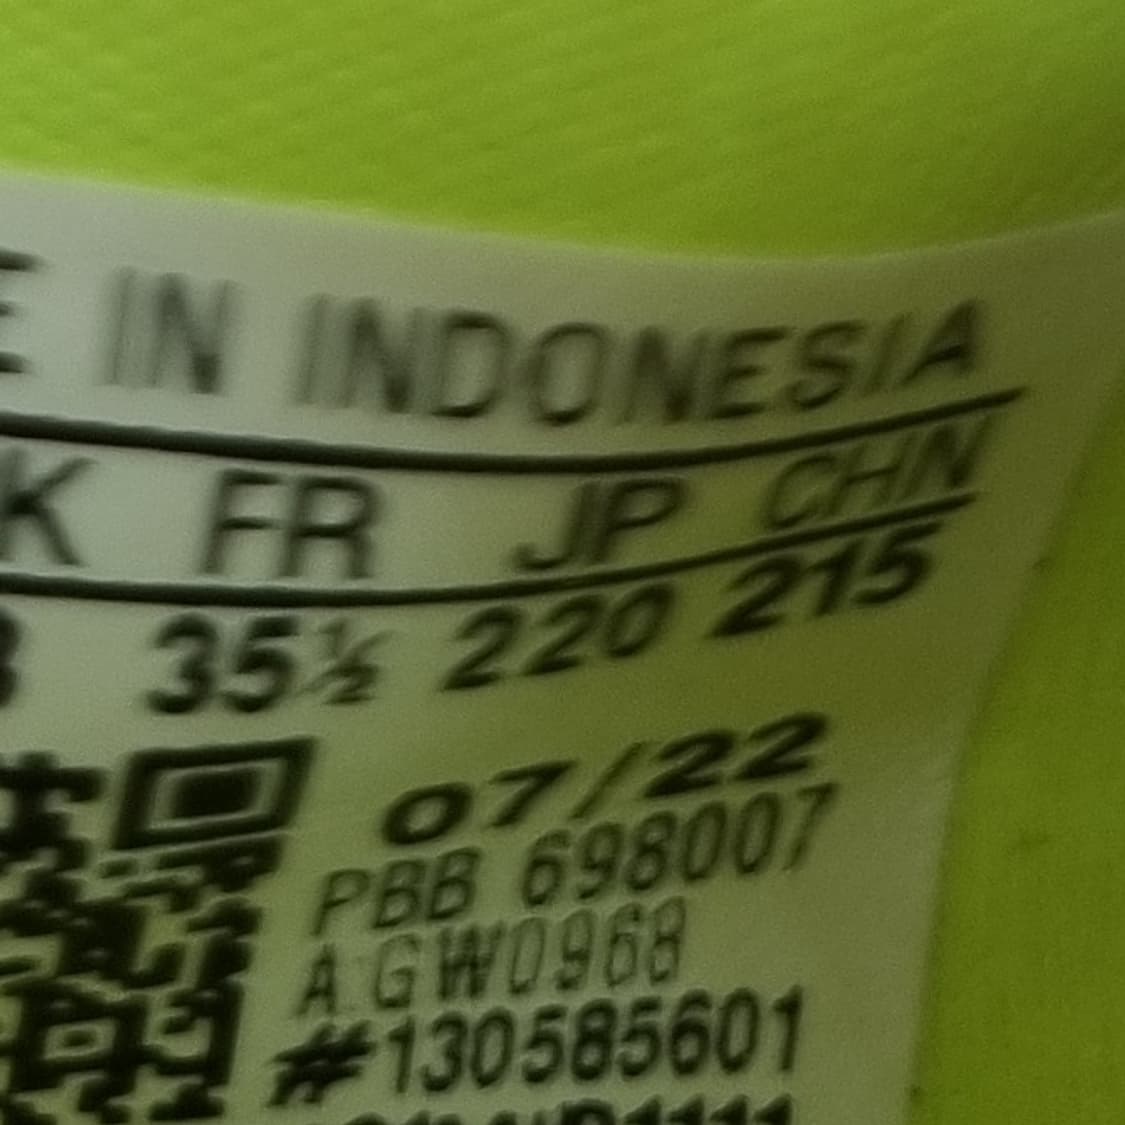 E IN INDONESIA
K FR JP CHN
3 35½ 220 215
07/22
PBB 698007
A:GW0968
#130585601